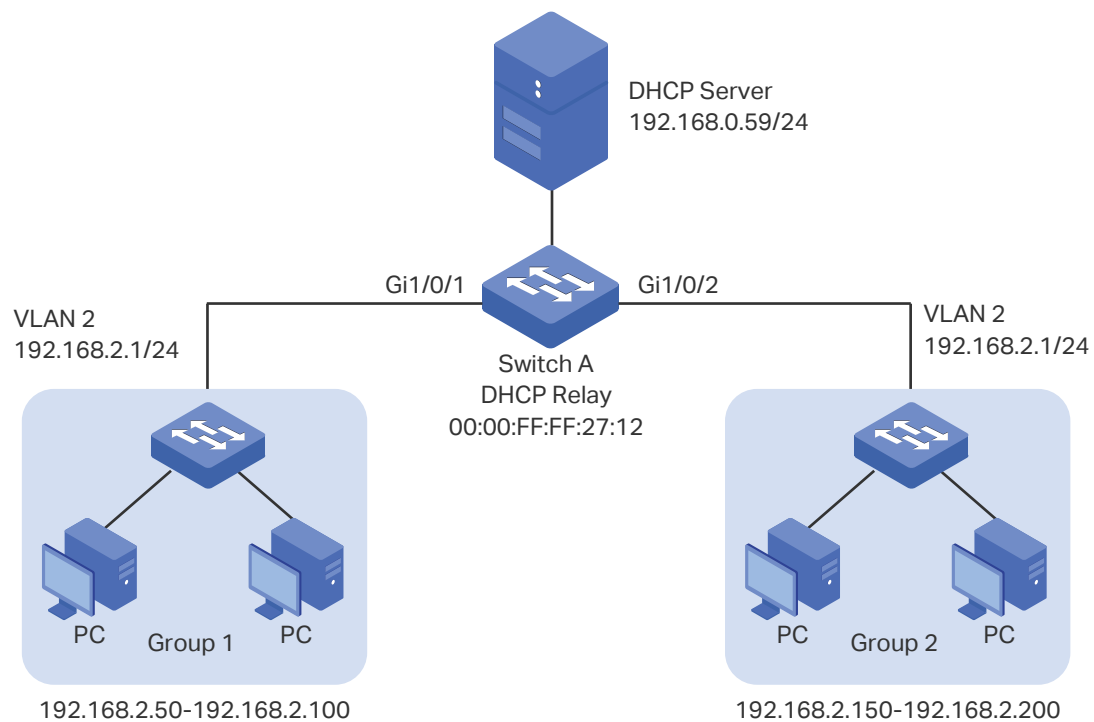 DHCP Server
192.168.0.59/24
Gi1/0/1
Gi1/0/2
VLAN 2
192.168.2.1/24
VLAN 2
192.168.2.1/24
Switch A
DHCP Relay
00:00:FF:FF:27:12
PC
Group 1
PC
PC
Group 2
PC
192.168.2.50-192.168.2.100
192.168.2.150-192.168.2.200